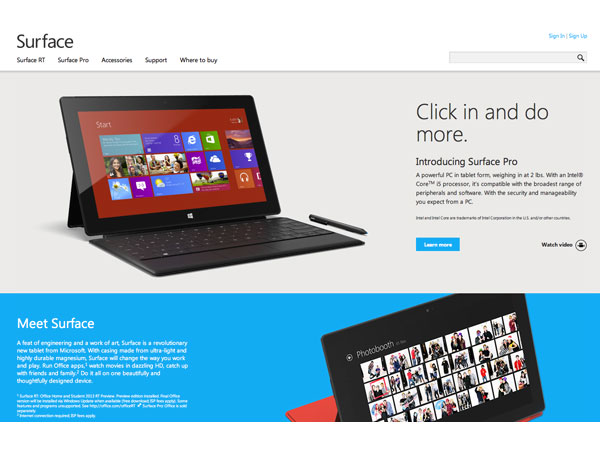 Surface
Sign In | Sign Up
Surface RT Surface Pro Accessories Support Where to buy
Start
Click in and do
more.
Introducing Surface Pro
A powerful PC in tablet form, weighing in at 2 lbs. With an Intel®
Core™ i5 processor, it's compatible with the broadest range of
peripherals and software. With the security and manageability
you expect from a PC.
Intel and Intel Core are trademarks of Intel Corporation in the U.S. and/or other countries.
Learn more
Watch video
Meet Surface
A feat of engineering and a work of art, Surface is a revolutionary
new tablet from Microsoft. With casing made from ultra-light and
highly durable magnesium, Surface will change the way you work
and play. Run Office apps,¹ watch movies in dazzling HD, catch up
with friends and family.² Do it all on one beautifully and
thoughtfully designed device.
¹ Surface RT: Office Home and Student 2013 RT Preview. Preview edition installed. Final Office
version will be installed via Windows Update when available (free download; ISP fees apply). Some
features and programs unsupported. See http://office.com/officeRT Surface Pro: Office is sold
separately.
² Internet connection required; ISP fees apply.
Photobooth